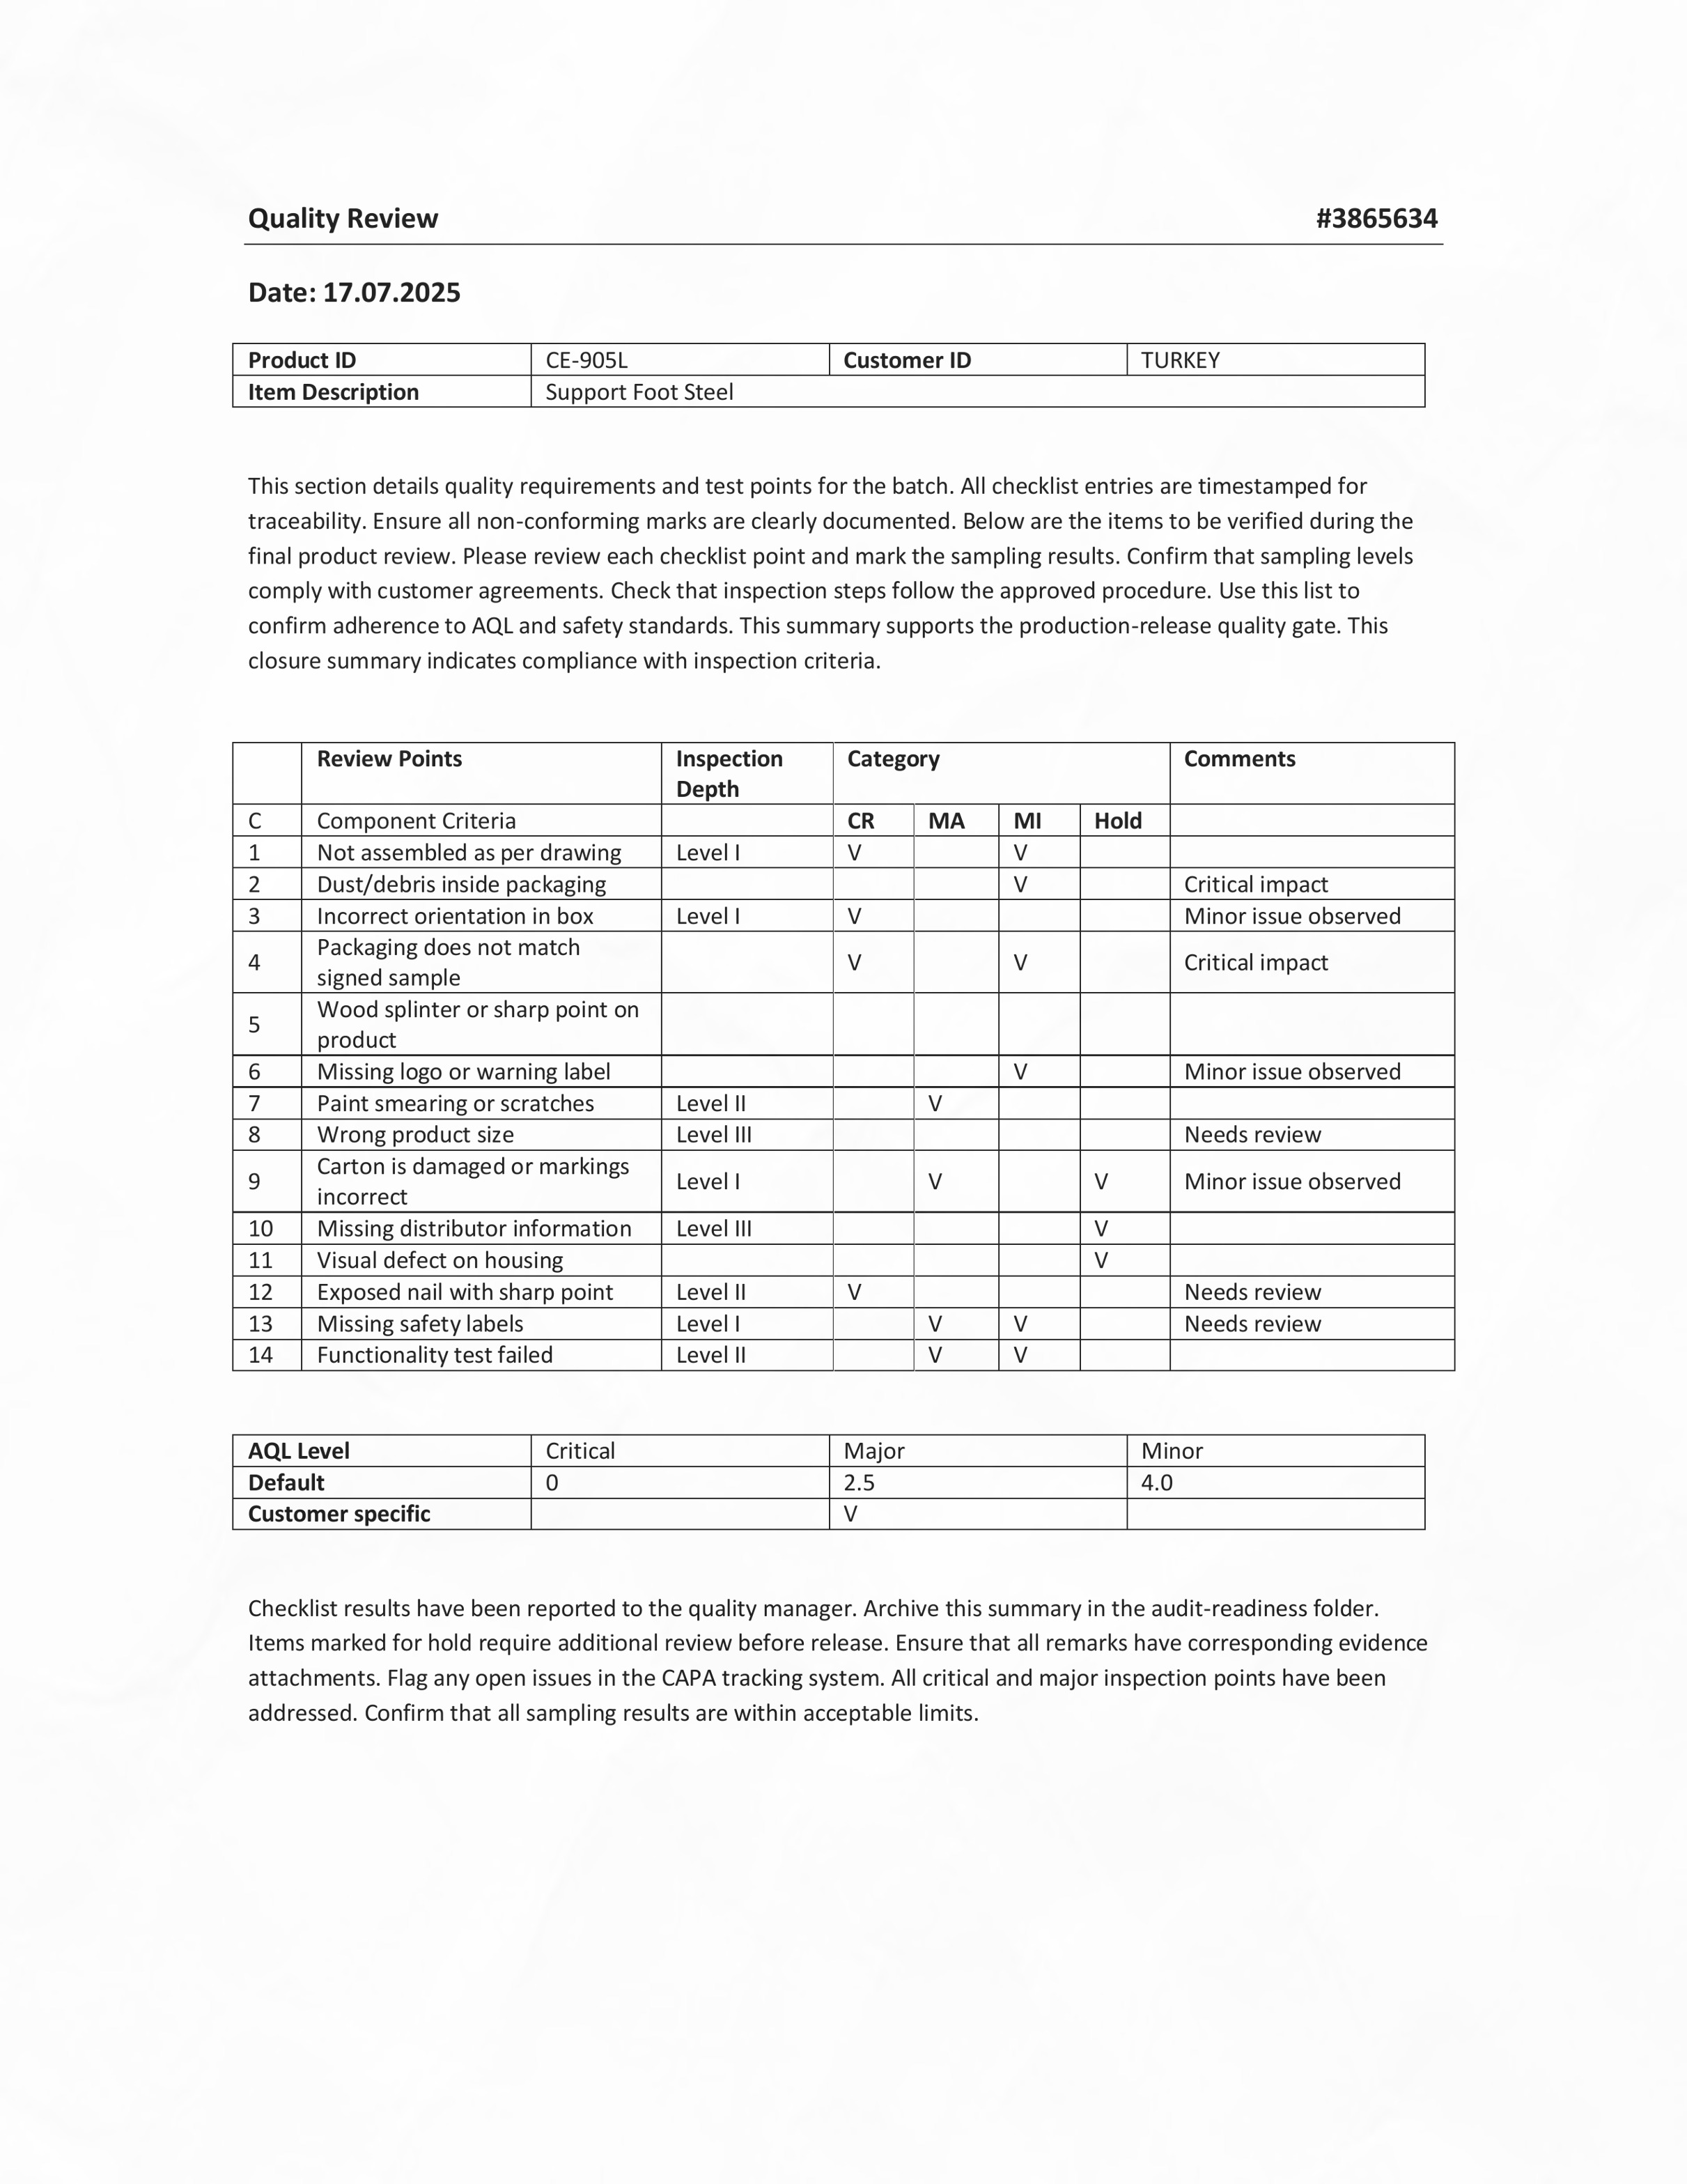 Quality Review #3865634
Date: 17.07.2025
Product ID CE-905L Customer ID TURKEY
Item Description Support Foot Steel
This section details quality requirements and test points for the batch. All checklist entries are timestamped for
traceability. Ensure all non-conforming marks are clearly documented. Below are the items to be verified during the
final product review. Please review each checklist point and mark the sampling results. Confirm that sampling levels
comply with customer agreements. Check that inspection steps follow the approved procedure. Use this list to
confirm adherence to AQL and safety standards. This summary supports the production-release quality gate. This
closure summary indicates compliance with inspection criteria.
Review Points Inspection Depth Category Comments
C Component Criteria CR MA MI Hold
1 Not assembled as per drawing Level I V V
2 Dust/debris inside packaging V Critical impact
3 Incorrect orientation in box Level I V Minor issue observed
4 Packaging does not match signed sample V V Critical impact
5 Wood splinter or sharp point on product
6 Missing logo or warning label V Minor issue observed
7 Paint smearing or scratches Level II V
8 Wrong product size Level III Needs review
9 Carton is damaged or markings incorrect Level I V V Minor issue observed
10 Missing distributor information Level III V
11 Visual defect on housing V
12 Exposed nail with sharp point Level II V Needs review
13 Missing safety labels Level I V V Needs review
14 Functionality test failed Level II V V
AQL Level Critical Major Minor
Default 0 2.5 4.0
Customer specific V
Checklist results have been reported to the quality manager. Archive this summary in the audit-readiness folder.
Items marked for hold require additional review before release. Ensure that all remarks have corresponding evidence
attachments. Flag any open issues in the CAPA tracking system. All critical and major inspection points have been
addressed. Confirm that all sampling results are within acceptable limits.